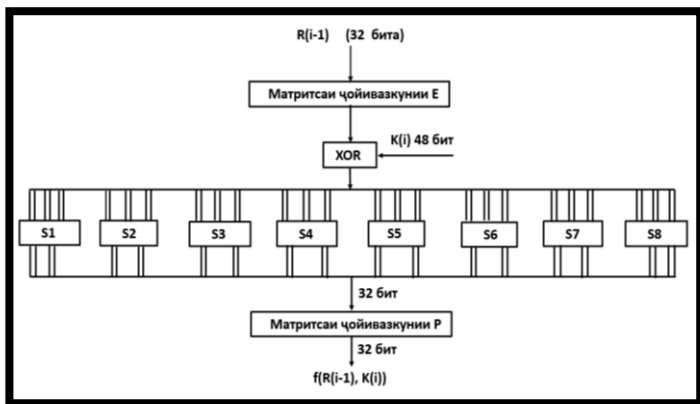 R(i-1) (32 бита)
Матритсаи ҷойивазкунии E
K(i) 48 бит
XOR
S1 S2 S3 S4 S5 S6 S7 S8
32 бит
Матритсаи ҷойивазкунии P
32 бит
f(R(i-1), K(i))